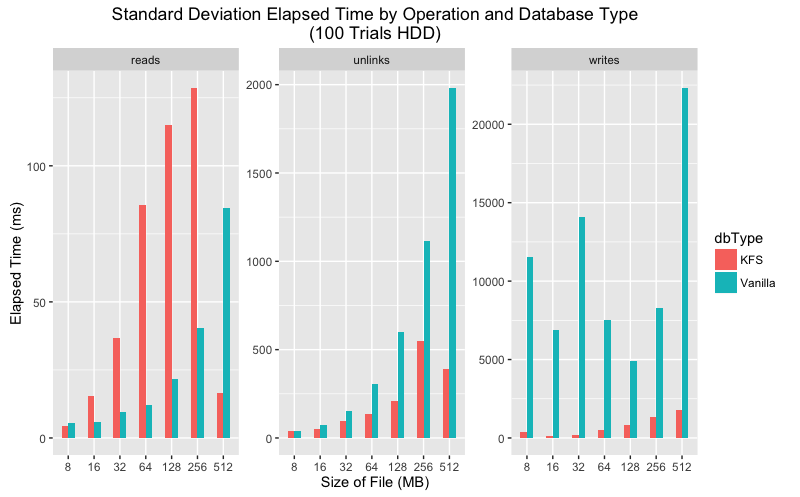 Standard Deviation Elapsed Time by Operation and Database Type
(100 Trials HDD)
reads
unlinks
writes
Elapsed Time (ms)
100
50
0
2000
1500
1000
500
0
20000
15000
10000
5000
0
8 16 32 64 128 256 512
8 16 32 64 128 256 512
8 16 32 64 128 256 512
Size of File (MB)
dbType
KFS
Vanilla